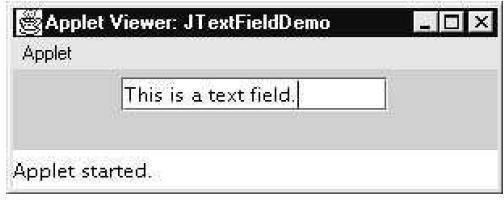 Applet Viewer: JTextFieldDemo
Applet
This is a text field.
Applet started.